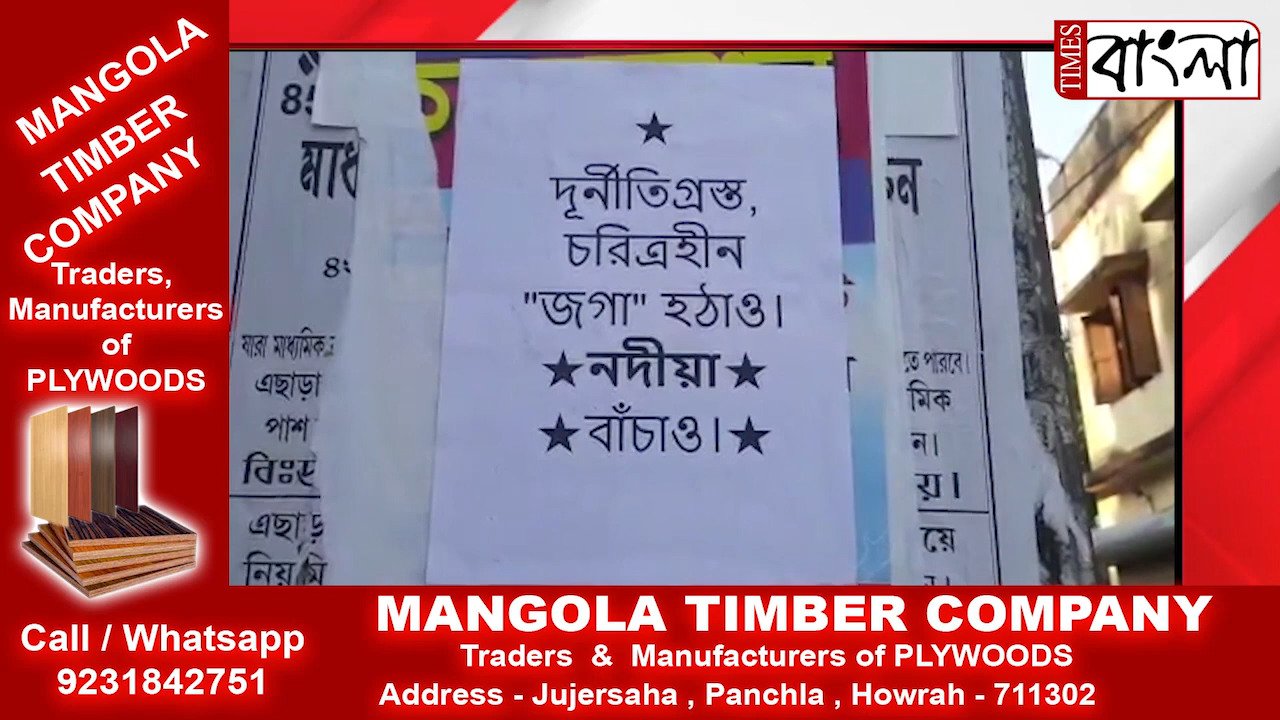 MANGOLA
TIMBER
COMPANY
Traders,
Manufacturers
of
PLYWOODS
Call / Whatsapp
9231842751
TIMES
বাংলা
★
দূর্নীতিগ্রস্ত,
চরিত্রহীন
"জগা" হঠাও।
★নদীয়া★
★বাঁচাও।★
যারা মাধ্যমিক
এছাড়া
পাশ
এছাড়
তে পারবে।
মিক
ন।
য়।
য়ে
MANGOLA TIMBER COMPANY
Traders & Manufacturers of PLYWOODS
Address - Jujersaha , Panchla , Howrah - 711302